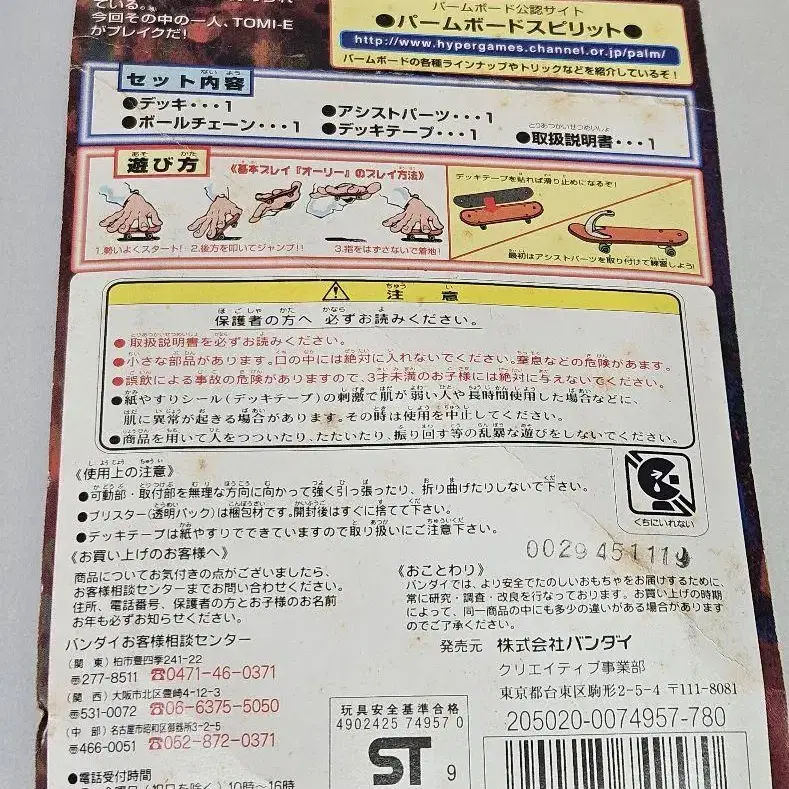 ている。
今回その中の一人、TOMI-E
がブレイクだ!
パームボード公認サイト
●パームボードスピリット●
http://www.hypergames.channel.or.jp/palm/
パームボードの各種ラインナップやトリックなどを紹介しているぞ!
セット内容
●デッキ・・・1
●ボールチェーン・・・1
●アシストパーツ・・・1
●デッキテープ・・・1
●取扱説明書・・・1
遊び方
《基本プレイ『オーリー』のプレイ方法》
1.勢いよくスタート! 2.後方を叩いてジャンプ!! 3.指をはずさないで着地!
デッキテープを貼れば滑り止めになるぞ!
最初はアシストパーツを取り付けて練習しよう!
注意
保護者の方へ 必ずお読みください。
●取扱説明書を必ずお読みください。
●小さな部品があります。口の中には絶対に入れないでください。窒息などの危険があます。
●誤飲による事故の危険がありますので、3才未満のお子様には絶対に与えないでください。
●紙やすりシール(デッキテープ)の刺激で肌が弱い人や長時間使用した場合などに、
肌に異常が起きる場合があります。その時は使用を中止してください。
●商品を用いて人をつついたり、たたいたり、振り回す等の乱暴な遊びをしないでください。
《使用上の注意》
●可動部・取付部を無理な方向に向かって強く引っ張ったり、折り曲げたりしないで下さい。
●ブリスター(透明パック)は梱包材です。開封後はすぐに捨てて下さい。
●デッキテープは紙やすりでできていますので取り扱いにご注意下さい。
くちにいれない
《お買い上げのお客様へ》
商品についてお気付きの点がございましたら、
お客様相談センターまでお問い合わせください。
住所、電話番号、保護者の方とお子様のお名前
お年も必ずお知らせください。
バンダイお客様相談センター
(関 東)柏市豊四季241-22
〠277-8511 ☎0471-46-0371
(関 西)大阪市北区豊崎4-12-3
〠531-0072 ☎06-6375-5050
(中 部)名古屋市昭和区御器所3-2-5
〠466-0051 ☎052-872-0371
●電話受付時間
月〜金曜日(祝日を除く)10時〜16時
0029451119
《おことわり》
バンダイでは、より安全でたのしいおもちゃをお届けするために、
常に研究・調査・改良を行なっております。お買い上げの時期
によって、同一商品の中にも多少の違いがある場合があります
のでご了承ください。
発売元 株式会社バンダイ
クリエイティブ事業部
東京都台東区駒形2-5-4 〒111-8081
205020-0074957-780
玩具安全基準合格
4902425 74957 0
ST 9